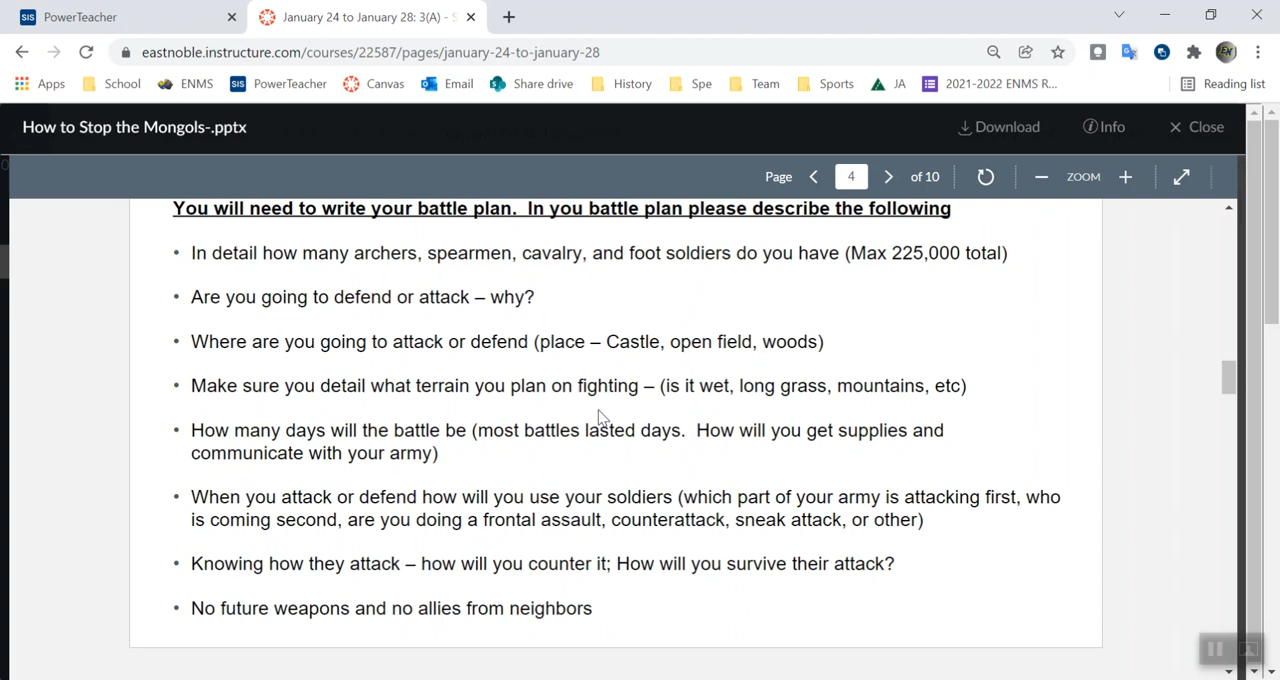 SIS PowerTeacher
January 24 to January 28: 3(A) - S
eastnoble.instructure.com/courses/22587/pages/january-24-to-january-28
Apps School ENMS SIS PowerTeacher Canvas Email Share drive History Spe Team Sports JA 2021-2022 ENMS R... Reading list
How to Stop the Mongols-.pptx Download Info Close
Page 4 of 10 ZOOM
You will need to write your battle plan. In you battle plan please describe the following
• In detail how many archers, spearmen, cavalry, and foot soldiers do you have (Max 225,000 total)
• Are you going to defend or attack – why?
• Where are you going to attack or defend (place – Castle, open field, woods)
• Make sure you detail what terrain you plan on fighting – (is it wet, long grass, mountains, etc)
• How many days will the battle be (most battles lasted days. How will you get supplies and
communicate with your army)
• When you attack or defend how will you use your soldiers (which part of your army is attacking first, who
is coming second, are you doing a frontal assault, counterattack, sneak attack, or other)
• Knowing how they attack – how will you counter it; How will you survive their attack?
• No future weapons and no allies from neighbors